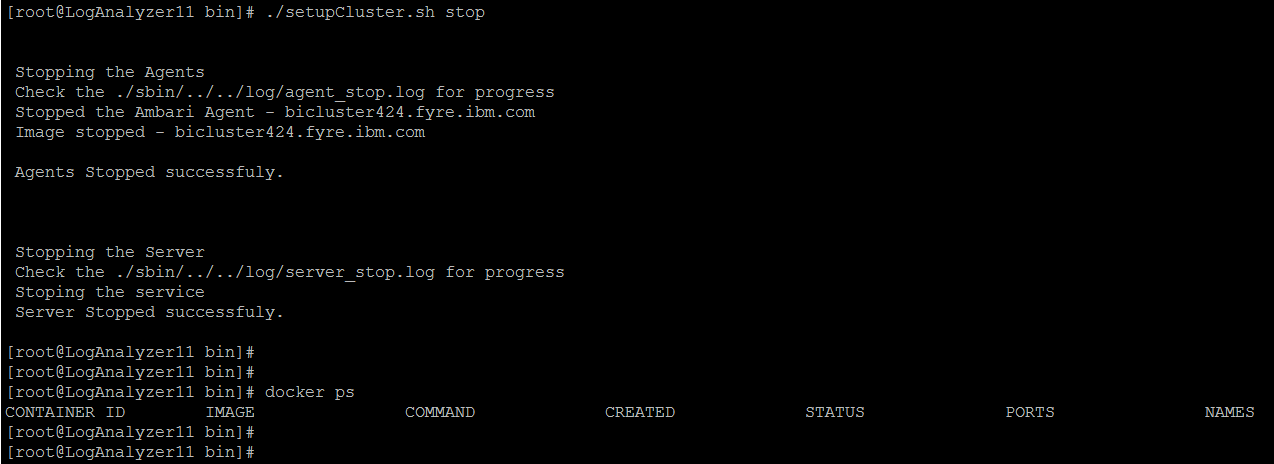 [root@LogAnalyzer11 bin]# ./setupCluster.sh stop
Stopping the Agents
Check the ./sbin/../../log/agent_stop.log for progress
Stopped the Ambari Agent - bicluster424.fyre.ibm.com
Image stopped - bicluster424.fyre.ibm.com
Agents Stopped successfuly.
Stopping the Server
Check the ./sbin/../../log/server_stop.log for progress
Stoping the service
Server Stopped successfuly.
[root@LogAnalyzer11 bin]#
[root@LogAnalyzer11 bin]#
[root@LogAnalyzer11 bin]# docker ps
CONTAINER ID IMAGE COMMAND CREATED STATUS PORTS NAMES
[root@LogAnalyzer11 bin]#
[root@LogAnalyzer11 bin]#